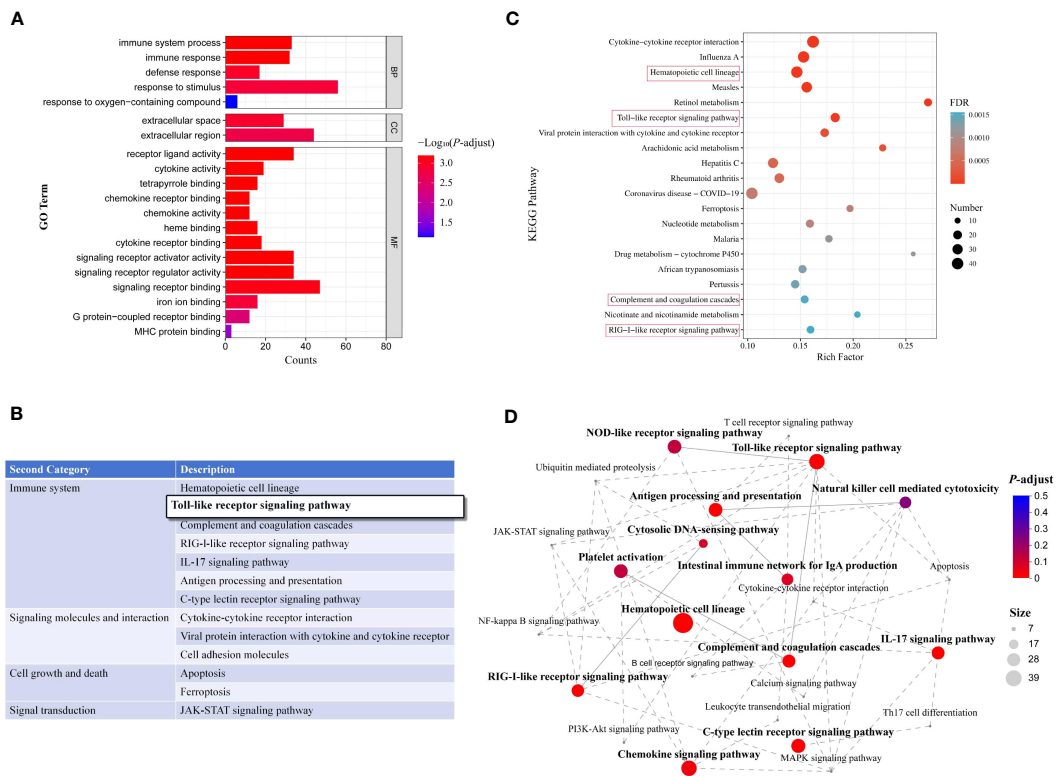 A
immune system process
immune response
defense response
response to stimulus
response to oxygen−containing compound
BP
extracellular space
extracellular region
CC
receptor ligand activity
cytokine activity
tetrapyrrole binding
chemokine receptor binding
chemokine activity
heme binding
cytokine receptor binding
signaling receptor activator activity
signaling receptor regulator activity
signaling receptor binding
iron ion binding
G protein−coupled receptor binding
MHC protein binding
MF
GO Term
0 20 40 60 80
Counts
−Log₁₀(P-adjust)
3.0
2.5
2.0
1.5
C
Cytokine−cytokine receptor interaction
Influenza A
Hematopoietic cell lineage
Measles
Retinol metabolism
Toll−like receptor signaling pathway
Viral protein interaction with cytokine and cytokine receptor
Arachidonic acid metabolism
Hepatitis C
Rheumatoid arthritis
Coronavirus disease − COVID−19
Ferroptosis
Nucleotide metabolism
Malaria
Drug metabolism − cytochrome P450
African trypanosomiasis
Pertussis
Complement and coagulation cascades
Nicotinate and nicotinamide metabolism
RIG−I−like receptor signaling pathway
KEGG Pathway
0.10 0.15 0.20 0.25
Rich Factor
FDR
0.0015
0.0010
0.0005
Number
10
20
30
40
B
Second Category Description
Immune system Hematopoietic cell lineage
Toll-like receptor signaling pathway
Complement and coagulation cascades
RIG-I-like receptor signaling pathway
IL-17 signaling pathway
Antigen processing and presentation
C-type lectin receptor signaling pathway
Signaling molecules and interaction Cytokine-cytokine receptor interaction
Viral protein interaction with cytokine and cytokine receptor
Cell adhesion molecules
Cell growth and death Apoptosis
Ferroptosis
Signal transduction JAK-STAT signaling pathway
D
T cell receptor signaling pathway
NOD-like receptor signaling pathway
Toll-like receptor signaling pathway
Ubiquitin mediated proteolysis
Antigen processing and presentation
Natural killer cell mediated cytotoxicity
JAK-STAT signaling pathway
Cytosolic DNA-sensing pathway
Platelet activation
Intestinal immune network for IgA production
Apoptosis
Cytokine-cytokine receptor interaction
Hematopoietic cell lineage
NF-kappa B signaling pathway
IL-17 signaling pathway
Complement and coagulation cascades
B cell receptor signaling pathway
RIG-I-like receptor signaling pathway
Calcium signaling pathway
Leukocyte transendothelial migration
Th17 cell differentiation
PI3K-Akt signaling pathway
C-type lectin receptor signaling pathway
Chemokine signaling pathway
MAPK signaling pathway
P-adjust
0.5
0.4
0.3
0.2
0.1
0
Size
7
17
28
39